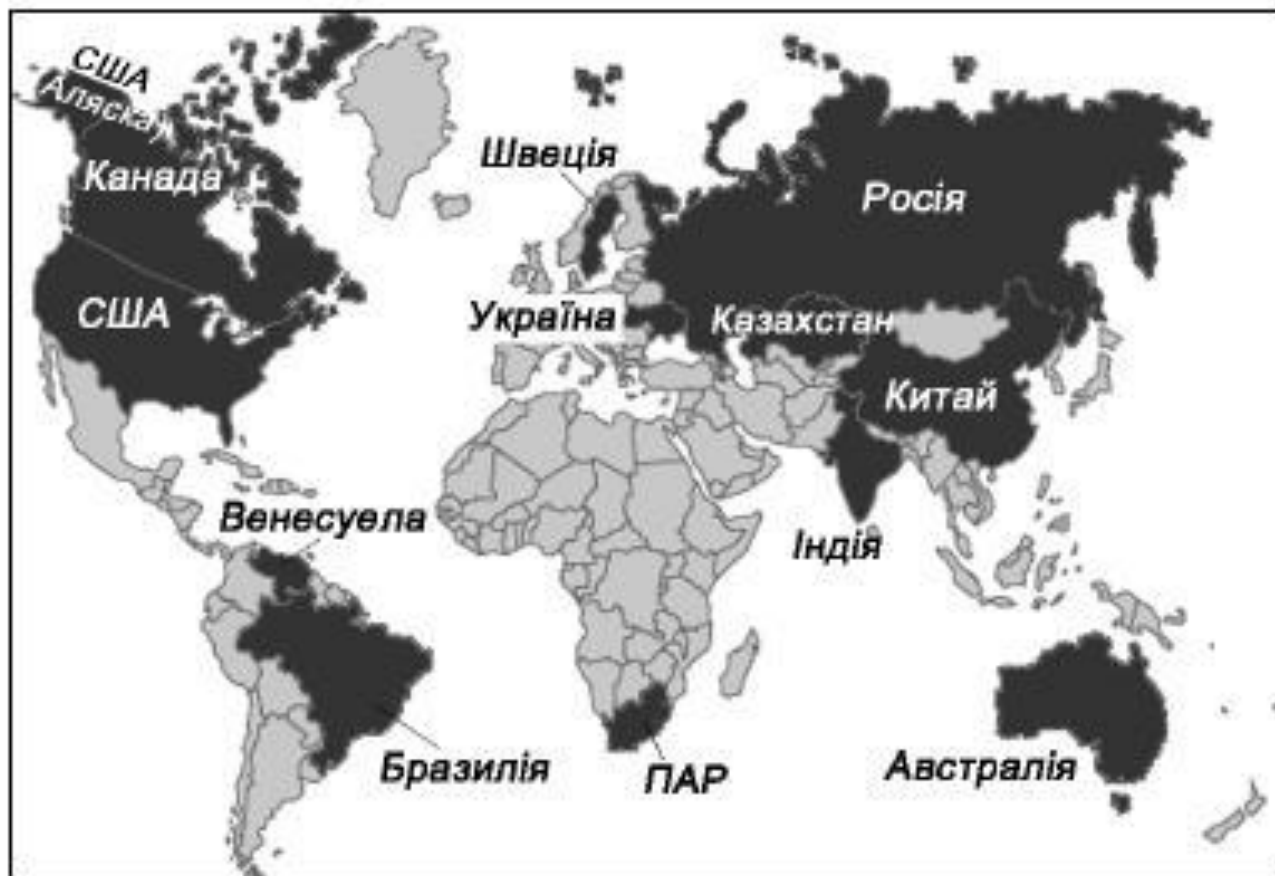 США
Аляска
Канада
Швеція
Росія
США
Україна
Казахстан
Китай
Венесуела
Індія
Бразилія
ПАР
Австралія